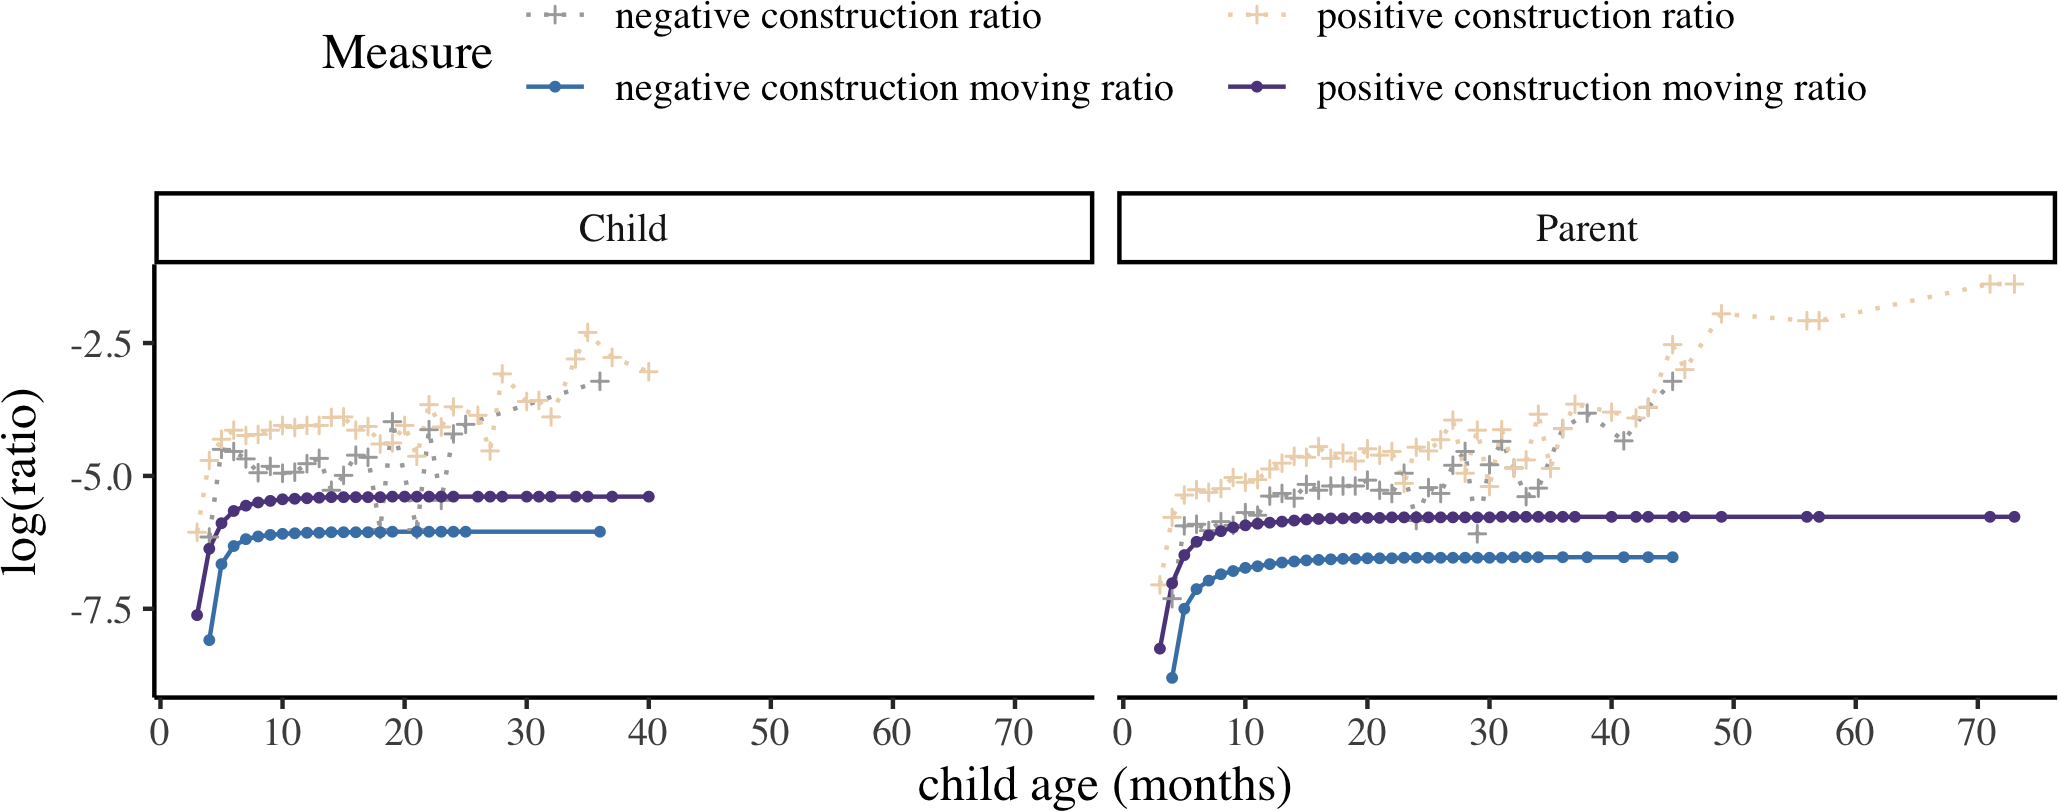 Measure
negative construction ratio
positive construction ratio
negative construction moving ratio
positive construction moving ratio
Child
Parent
log(ratio)
-2.5
-5.0
-7.5
0 10 20 30 40 50 60 70
0 10 20 30 40 50 60 70
child age (months)